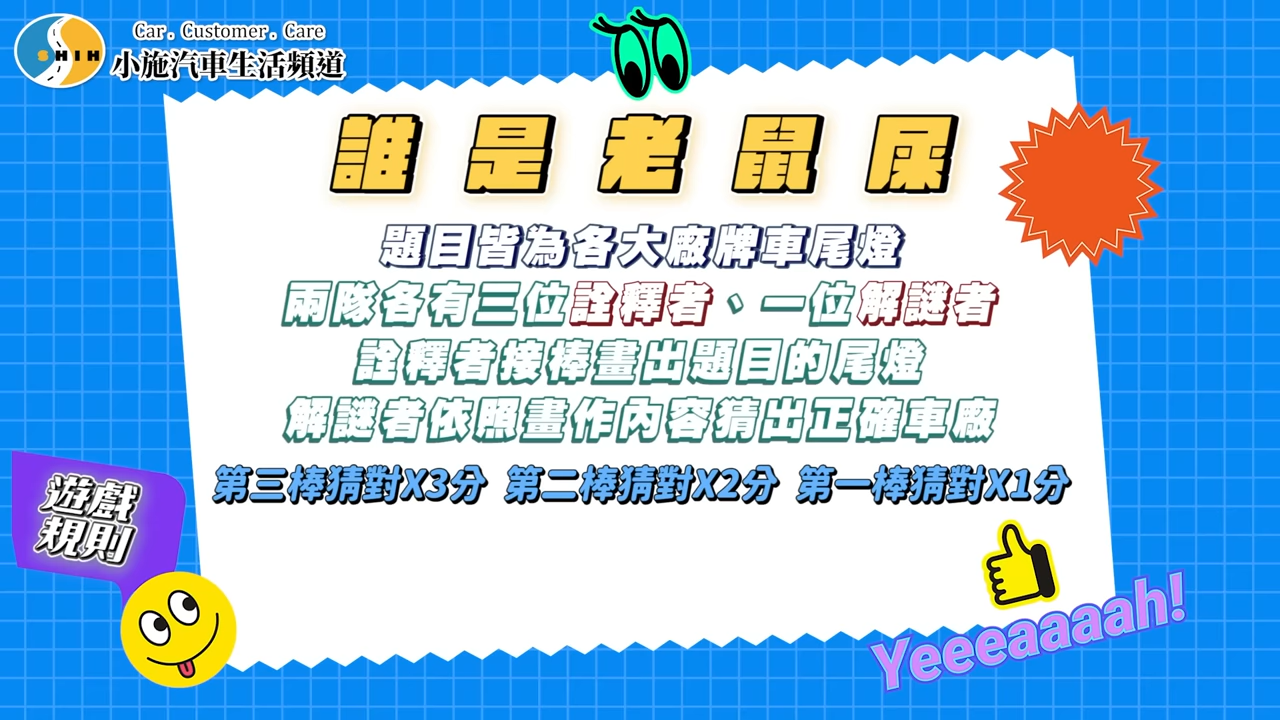 SHIH
Car . Customer . Care
小施汽車生活頻道
誰是老鼠屎
題目皆為各大廠牌車尾燈
兩隊各有三位詮釋者、一位解謎者
詮釋者接棒畫出題目的尾燈
解謎者依照畫作內容猜出正確車廠
第三棒猜對X3分 第二棒猜對X2分 第一棒猜對X1分
遊戲
規則
Yeeeaaaah!